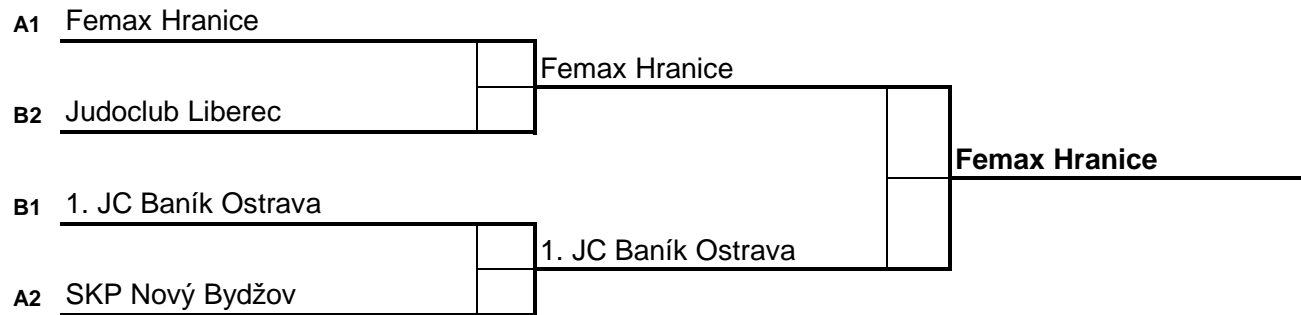 A1 Femax Hranice
Femax Hranice
B2 Judoclub Liberec
Femax Hranice
B1 1. JC Baník Ostrava
1. JC Baník Ostrava
A2 SKP Nový Bydžov